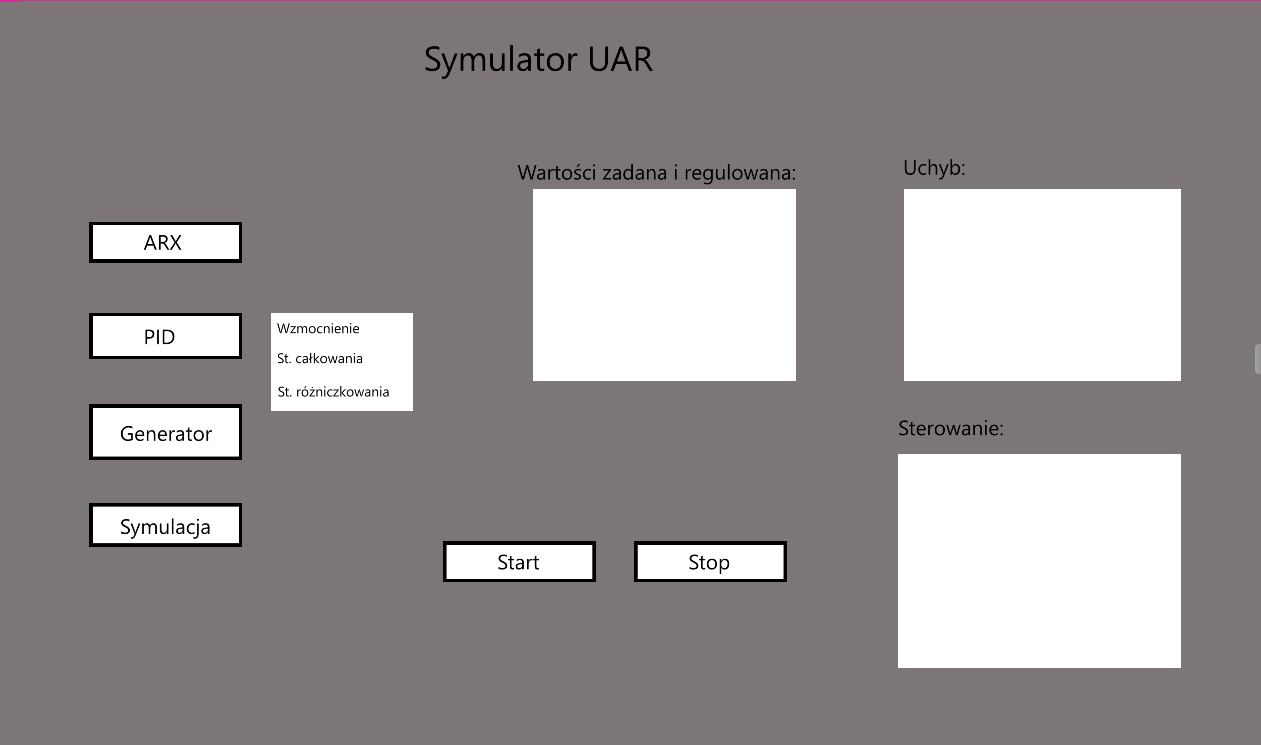 Symulator UAR
Wartości zadana i regulowana:
Uchyb:
ARX
PID
Wzmocnienie
St. całkowania
St. różniczkowania
Generator
Sterowanie:
Symulacja
Start
Stop